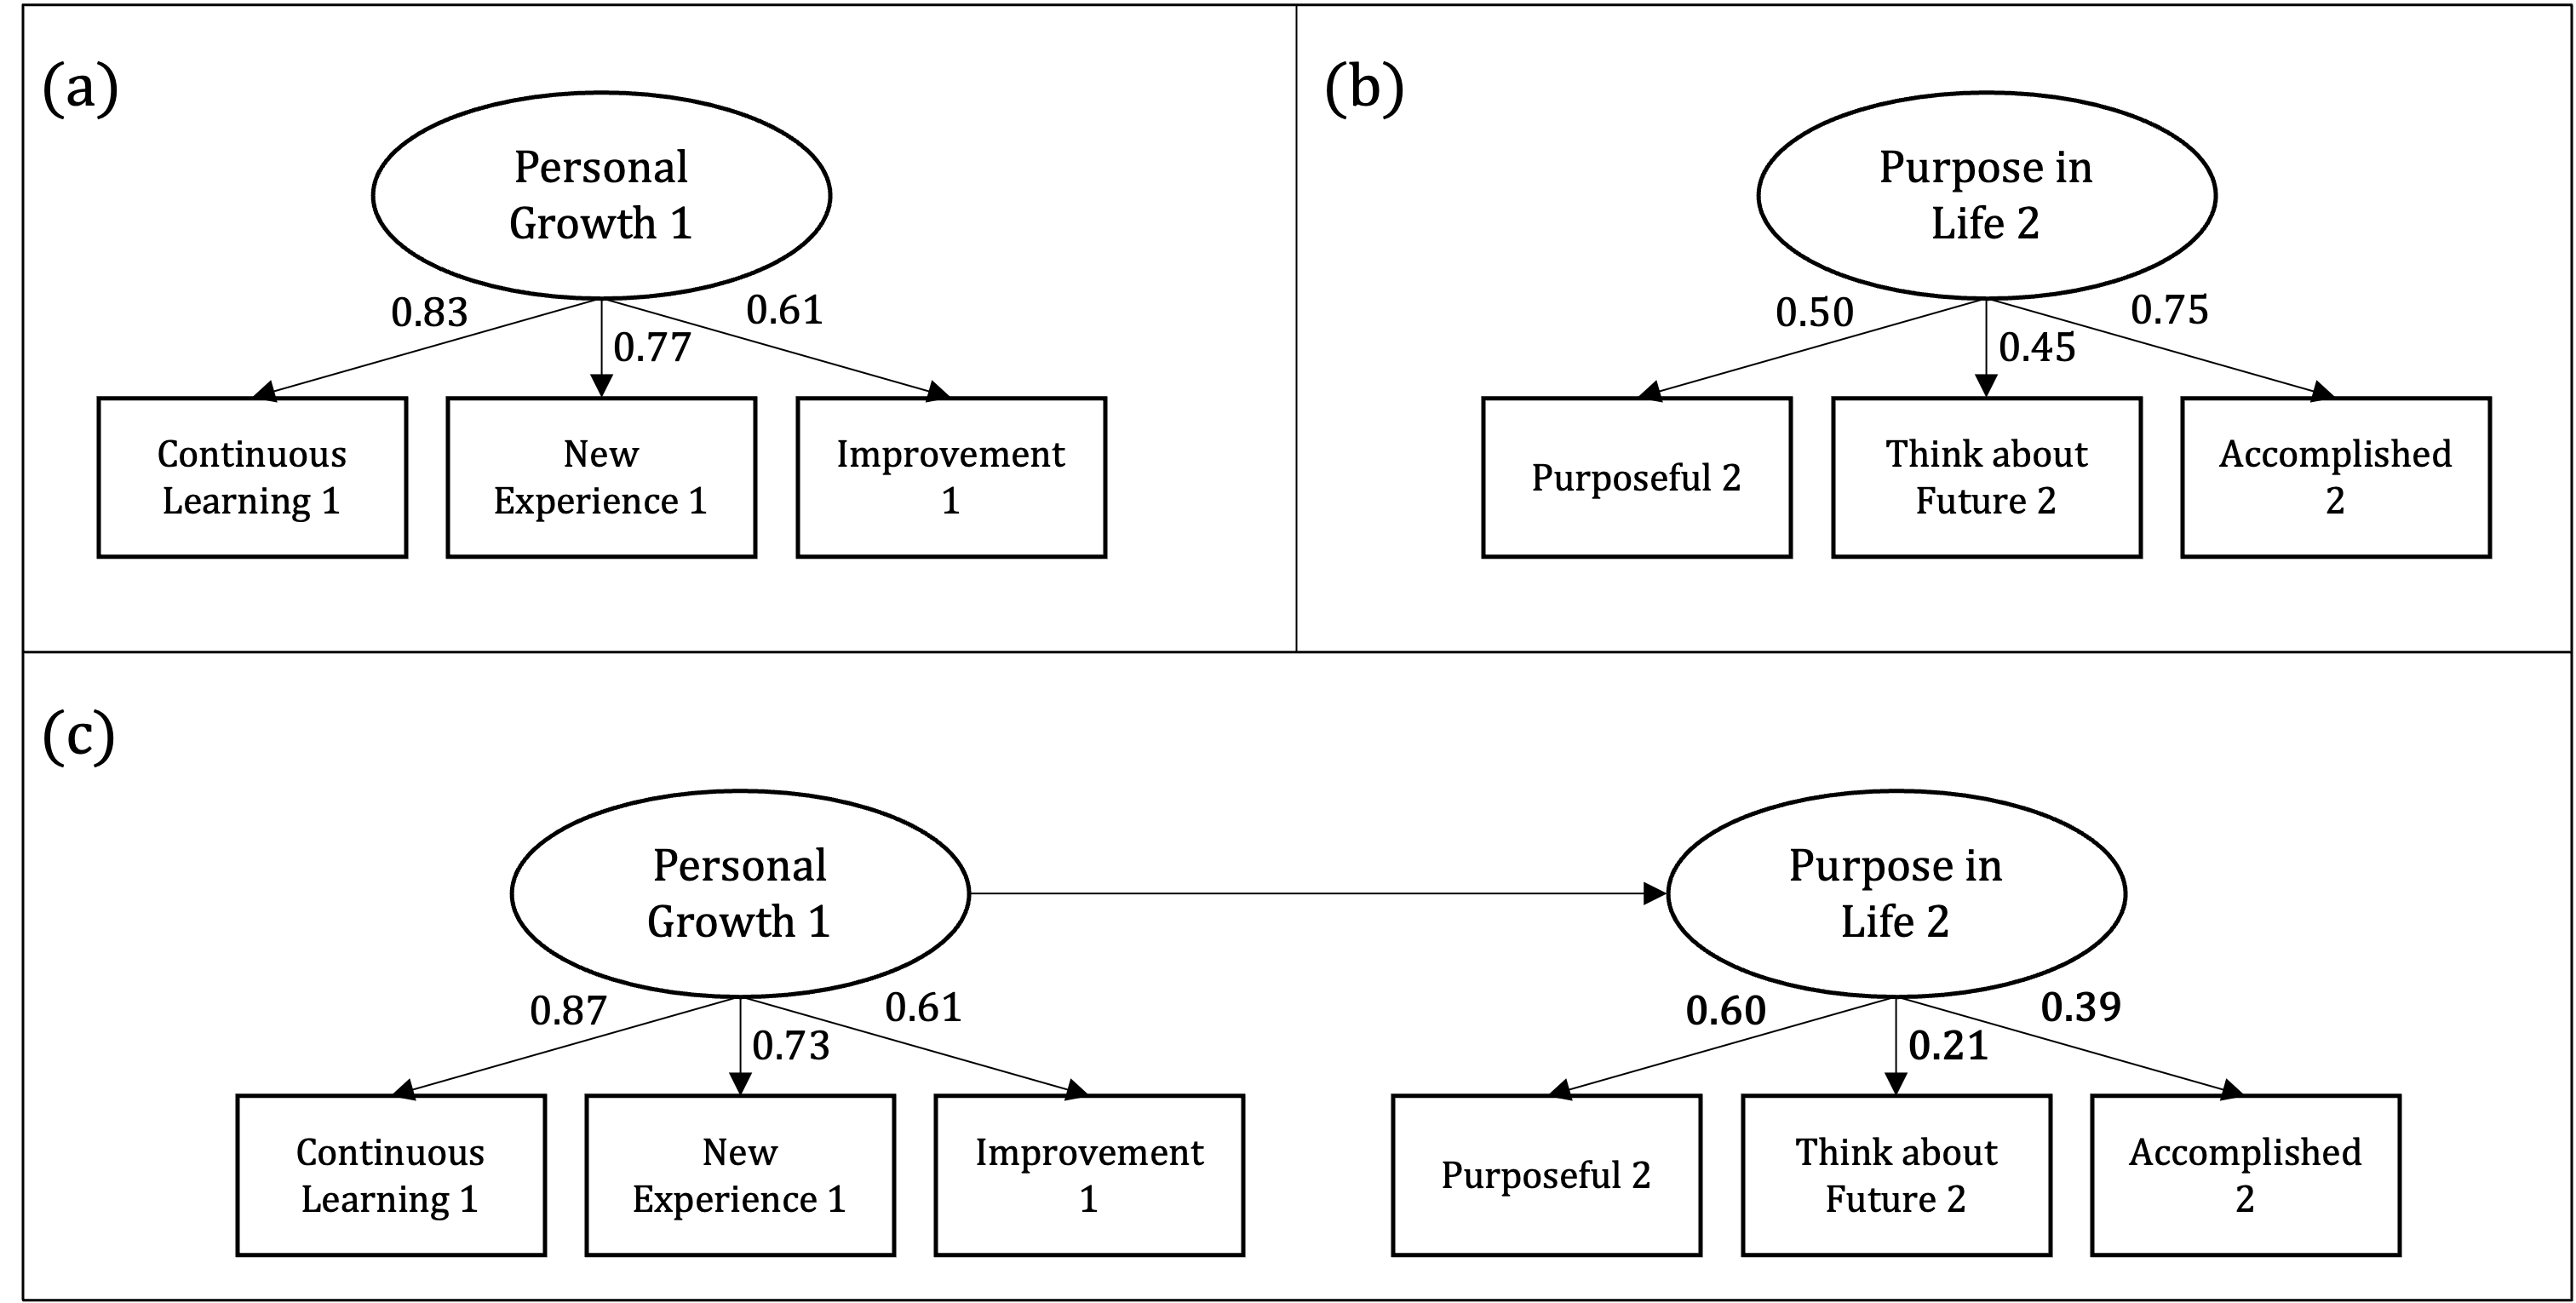 (a)
Personal
Growth 1
0.83
0.77
0.61
Continuous
Learning 1
New
Experience 1
Improvement
1
(b)
Purpose in
Life 2
0.50
0.45
0.75
Purposeful 2
Think about
Future 2
Accomplished
2
(c)
Personal
Growth 1
0.87
0.73
0.61
Continuous
Learning 1
New
Experience 1
Improvement
1
Purpose in
Life 2
0.60
0.21
0.39
Purposeful 2
Think about
Future 2
Accomplished
2